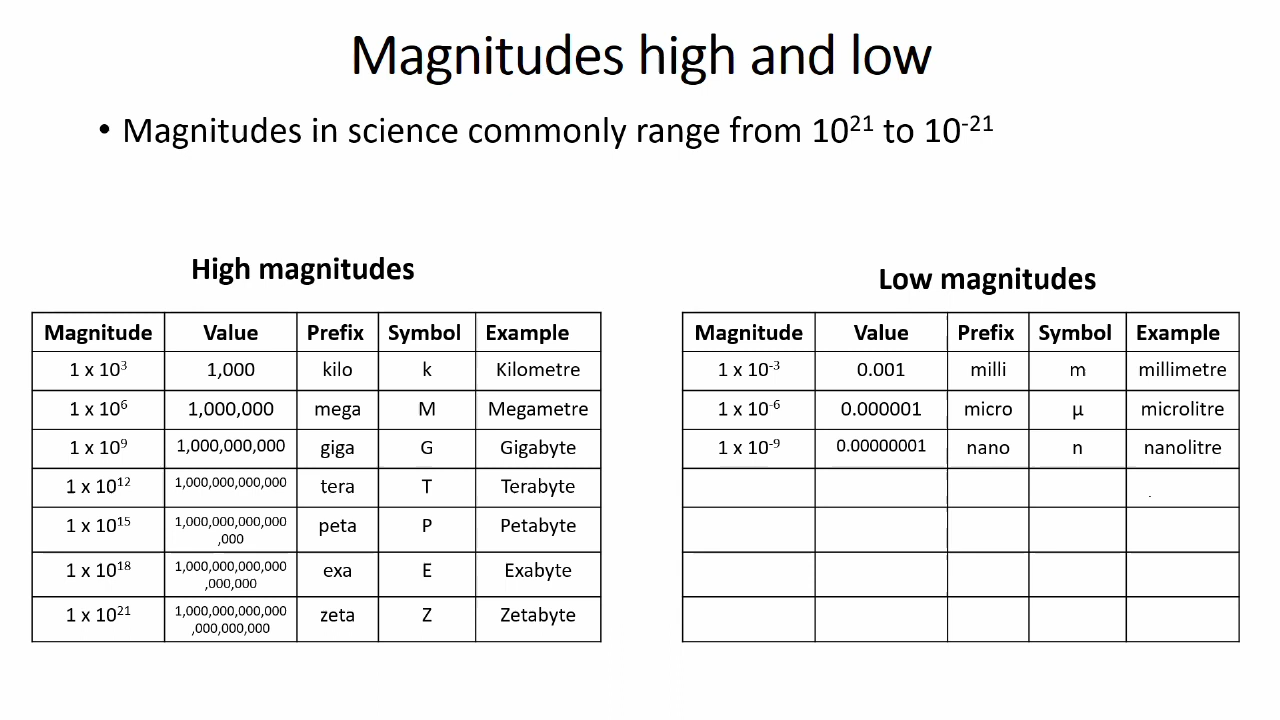 Magnitudes high and low
• Magnitudes in science commonly range from 10²¹ to 10⁻²¹
High magnitudes
Magnitude Value Prefix Symbol Example
1 x 10³ 1,000 kilo k Kilometre
1 x 10⁶ 1,000,000 mega M Megametre
1 x 10⁹ 1,000,000,000 giga G Gigabyte
1 x 10¹² 1,000,000,000,000 tera T Terabyte
1 x 10¹⁵ 1,000,000,000,000 peta P Petabyte
,000
1 x 10¹⁸ 1,000,000,000,000 exa E Exabyte
,000,000
1 x 10²¹ 1,000,000,000,000 zeta Z Zetabyte
,000,000,000
Low magnitudes
Magnitude Value Prefix Symbol Example
1 x 10⁻³ 0.001 milli m millimetre
1 x 10⁻⁶ 0.000001 micro μ microlitre
1 x 10⁻⁹ 0.00000001 nano n nanolitre